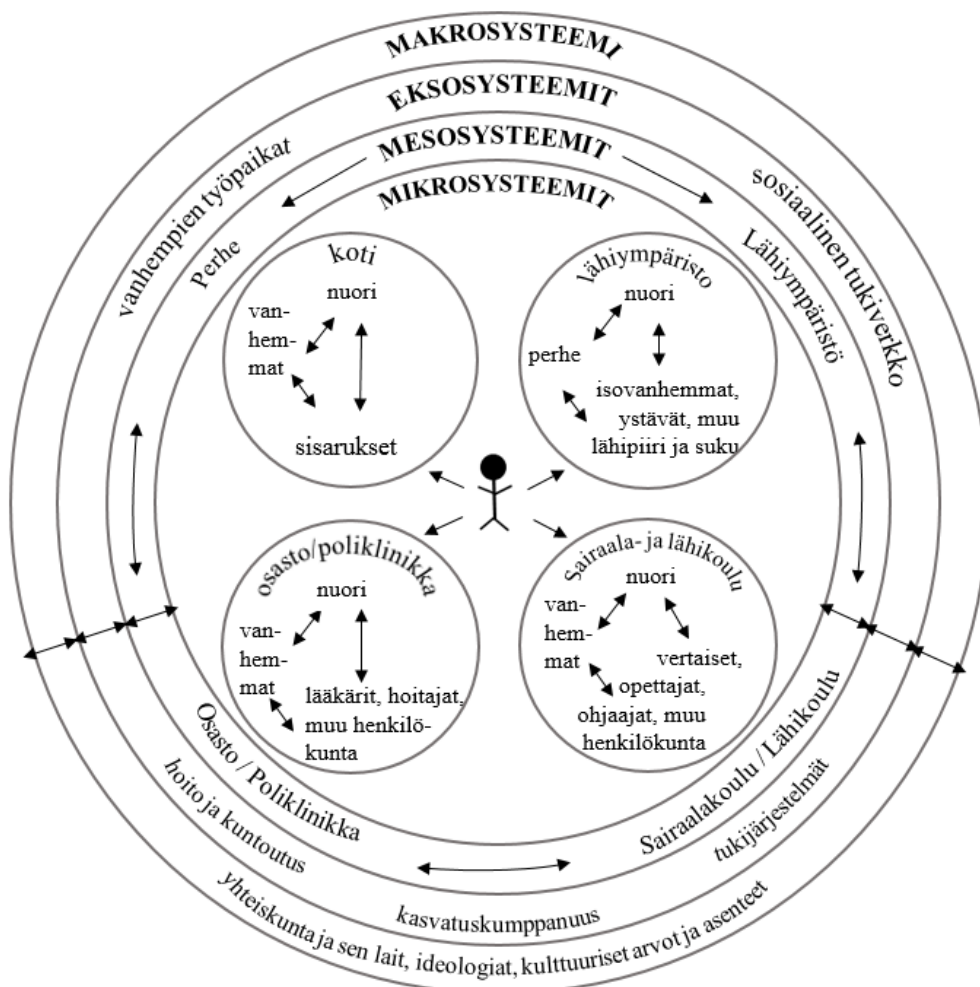 MAKROSYSTEEMI
EKSOSYSTEEMIT
MESOSYSTEEMIT
MIKROSYSTEEMIT
vanhempien työpaikat
sosiaalinen tukiverkko
Perhe
Lähiympäristö
koti
nuori
van-
hem-
mat
sisarukset
lähiympäristo
nuori
perhe
isovanhemmat,
ystävät, muu
lähipiiri ja suku
osasto/poliklinikka
nuori
van-
hem-
mat
lääkärit, hoitajat,
muu henkilö-
kunta
Sairaala- ja lähikoulu
nuori
van-
hem-
mat
vertaiset,
opettajat,
ohjaajat, muu
henkilökunta
Osasto / Poliklinikka
Sairaalakoulu / Lähikoulu
hoito ja kuntoutus
tukijärjestelmät
kasvatuskumppanuus
yhteiskunta ja sen lait, ideologiat, kulttuuriset arvot ja asenteet